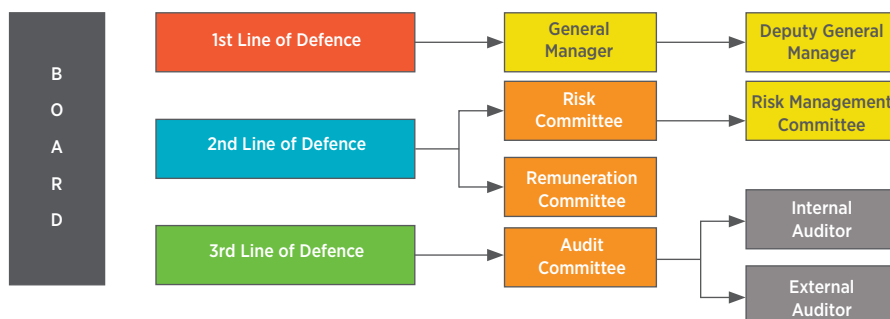 B
O
A
R
D
1st Line of Defence
General
Manager
Deputy General
Manager
2nd Line of Defence
Risk
Committee
Risk Management
Committee
Remuneration
Committee
3rd Line of Defence
Audit
Committee
Internal
Auditor
External
Auditor